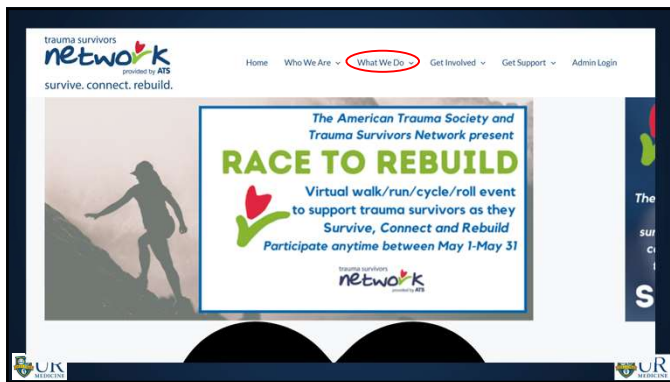 trauma survivors
network
provided by ATS
survive. connect. rebuild.
Home Who We Are What We Do Get Involved Get Support Admin Login
The American Trauma Society and
Trauma Survivors Network present
RACE TO REBUILD
Virtual walk/run/cycle/roll event
to support trauma survivors as they
Survive, Connect and Rebuild
Participate anytime between May 1-May 31
trauma survivors
network
provided by ATS
The
sur
S
UR
MEDICINE
UR
MEDICINE